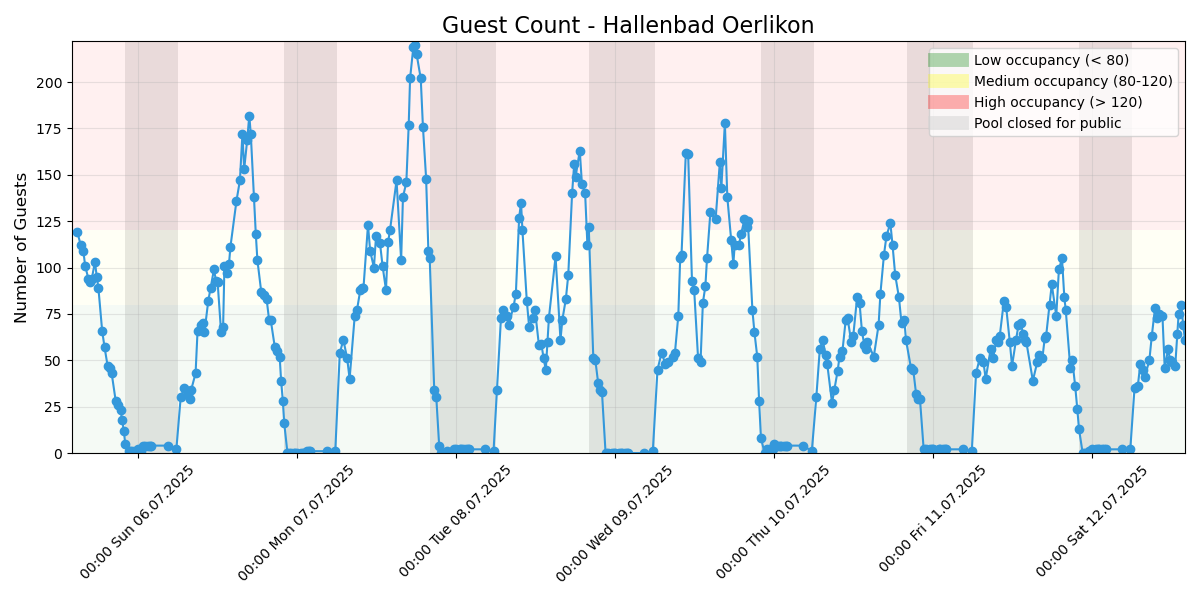 Guest Count - Hallenbad Oerlikon
Number of Guests
200
175
150
125
100
75
50
25
0
Low occupancy (< 80)
Medium occupancy (80-120)
High occupancy (> 120)
Pool closed for public
00:00 Sun 06.07.2025
00:00 Mon 07.07.2025
00:00 Tue 08.07.2025
00:00 Wed 09.07.2025
00:00 Thu 10.07.2025
00:00 Fri 11.07.2025
00:00 Sat 12.07.2025